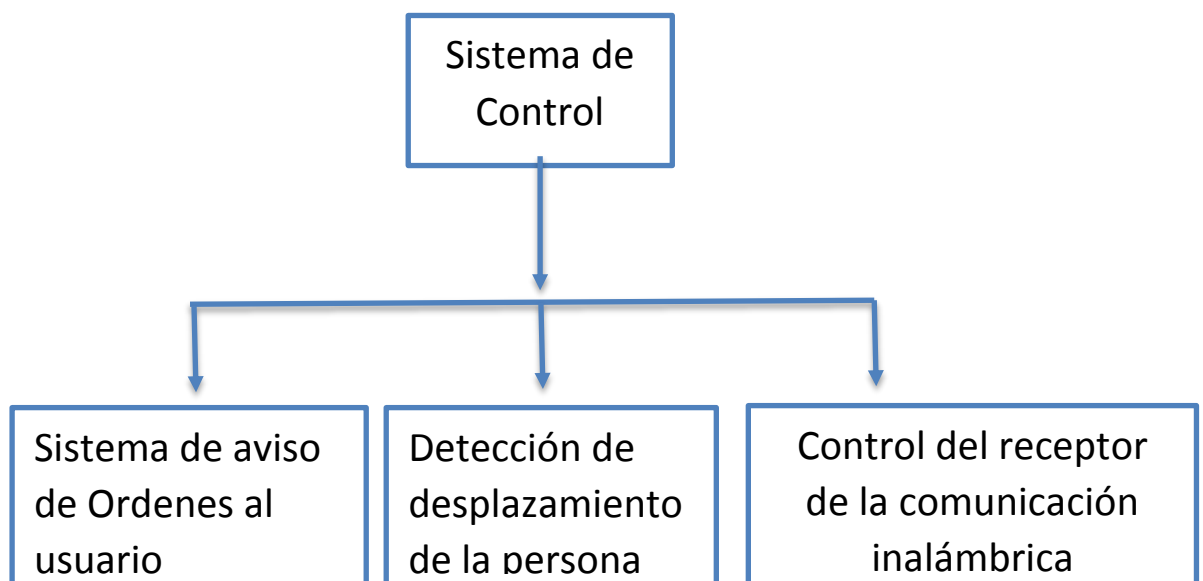 Sistema de
Control
Sistema de aviso
de Ordenes al
usuario
Detección de
desplazamiento
de la persona
Control del receptor
de la comunicación
inalámbrica